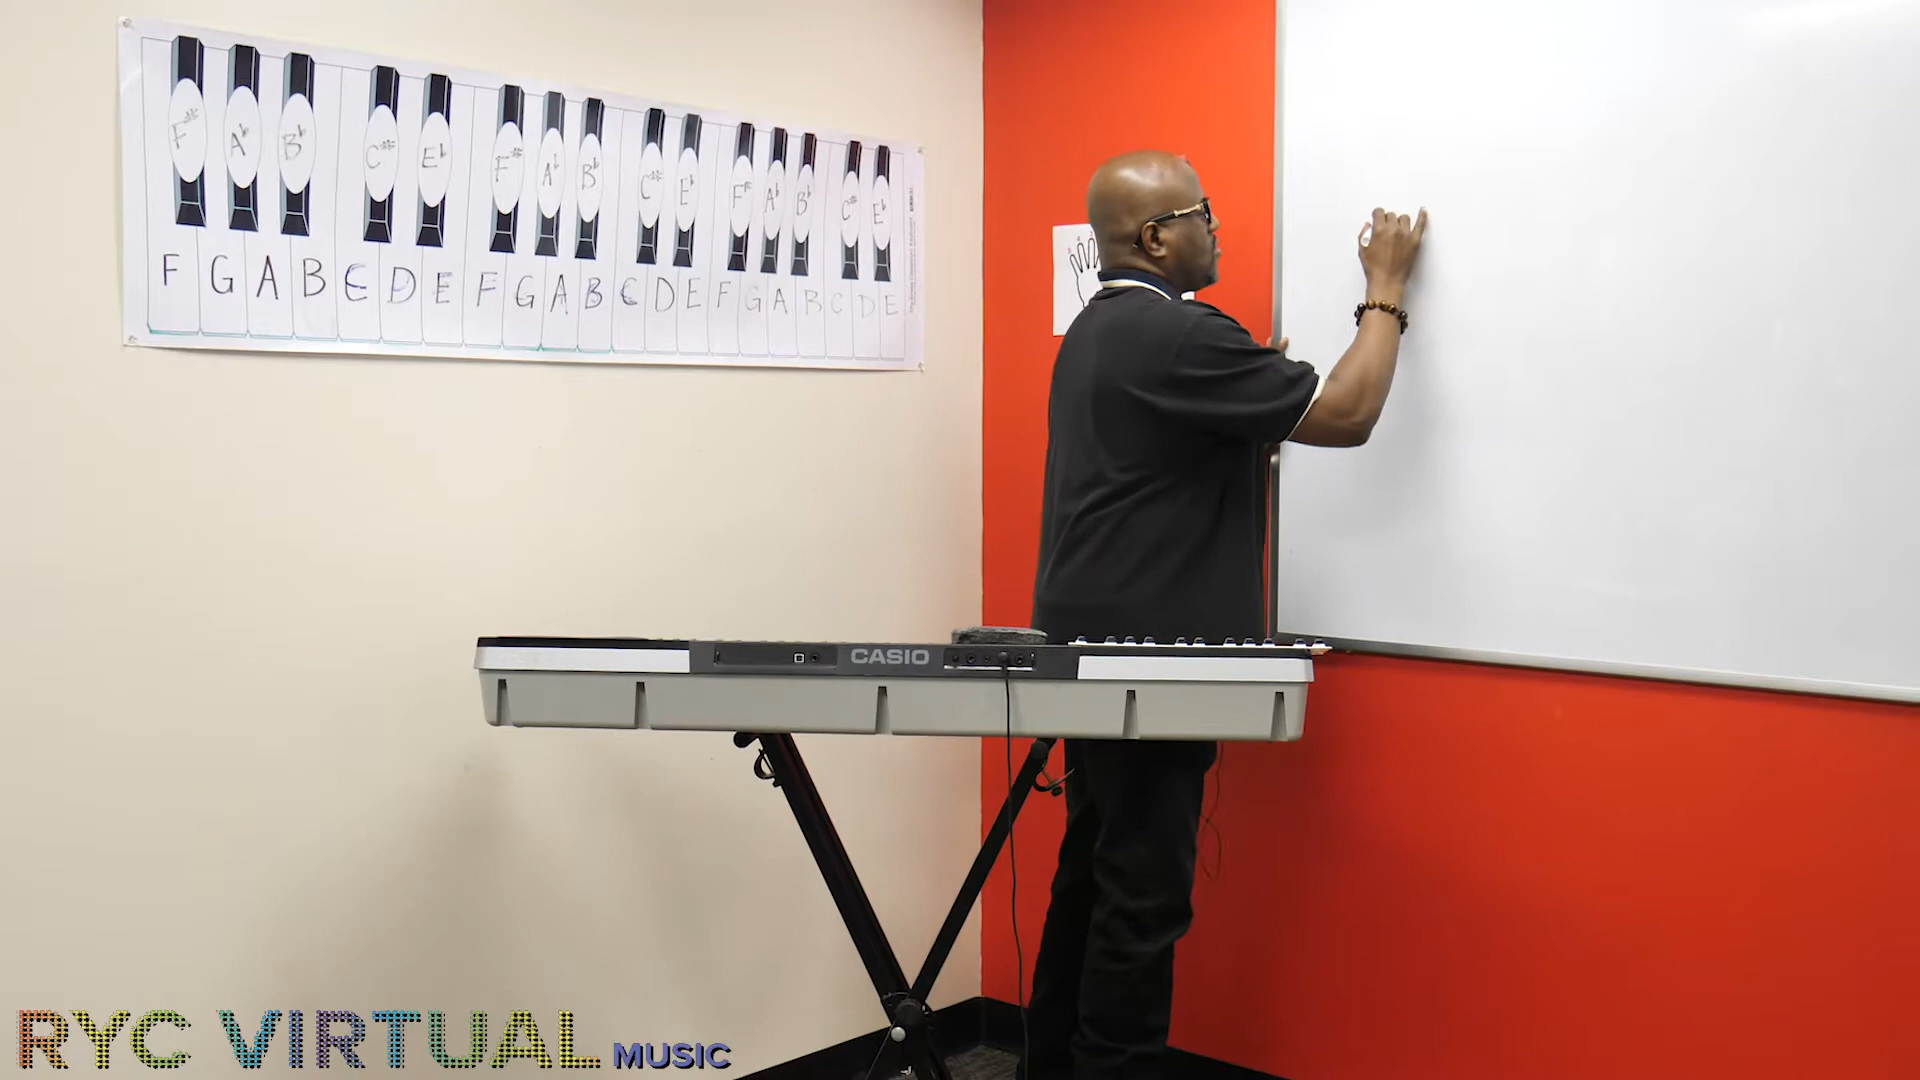 F# A♭ B♭ C# E♭ F# A♭ B♭ C# E♭ F# A♭ B♭ C# E♭
F G A B C D E F G A B C D E F G A B C D E
CASIO
RYC VIRTUAL MUSIC